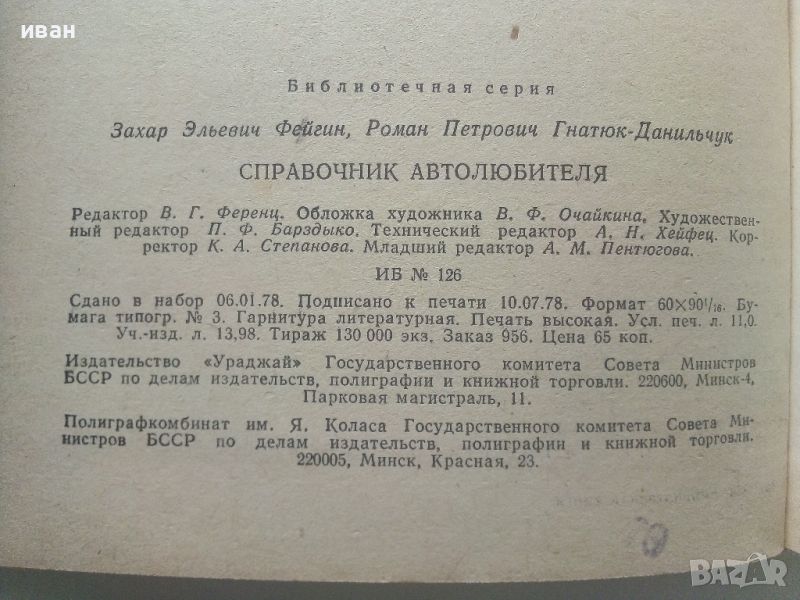 иван
Библиотечная серия
Захар Эльевич Фейгин, Роман Петрович Гнатюк-Данильчук
СПРАВОЧНИК АВТОЛЮБИТЕЛЯ
Редактор В. Г. Ференц. Обложка художника В. Ф. Очайкина. Художествен-
ный редактор П. Ф. Барздыко. Технический редактор А. Н. Хейфец. Кор-
ректор К. А. Степанова. Младший редактор А. М. Пентюгова.
ИБ № 126
Сдано в набор 06.01.78. Подписано к печати 10.07.78. Формат 60×90¹/₁₆. Бу-
мага типогр. № 3. Гарнитура литературная. Печать высокая. Усл. печ. л. 11,0.
Уч.-изд. л. 13,98. Тираж 130 000 экз. Заказ 956. Цена 65 коп.
Издательство «Ураджай» Государственного комитета Совета Министров
БССР по делам издательств, полиграфии и книжной торговли. 220600, Минск-4,
Парковая магистраль, 11.
Полиграфкомбинат им. Я. Коласа Государственного комитета Совета Ми-
нистров БССР по делам издательств, полиграфии и книжной торговли.
220005, Минск, Красная, 23.
BAZAR